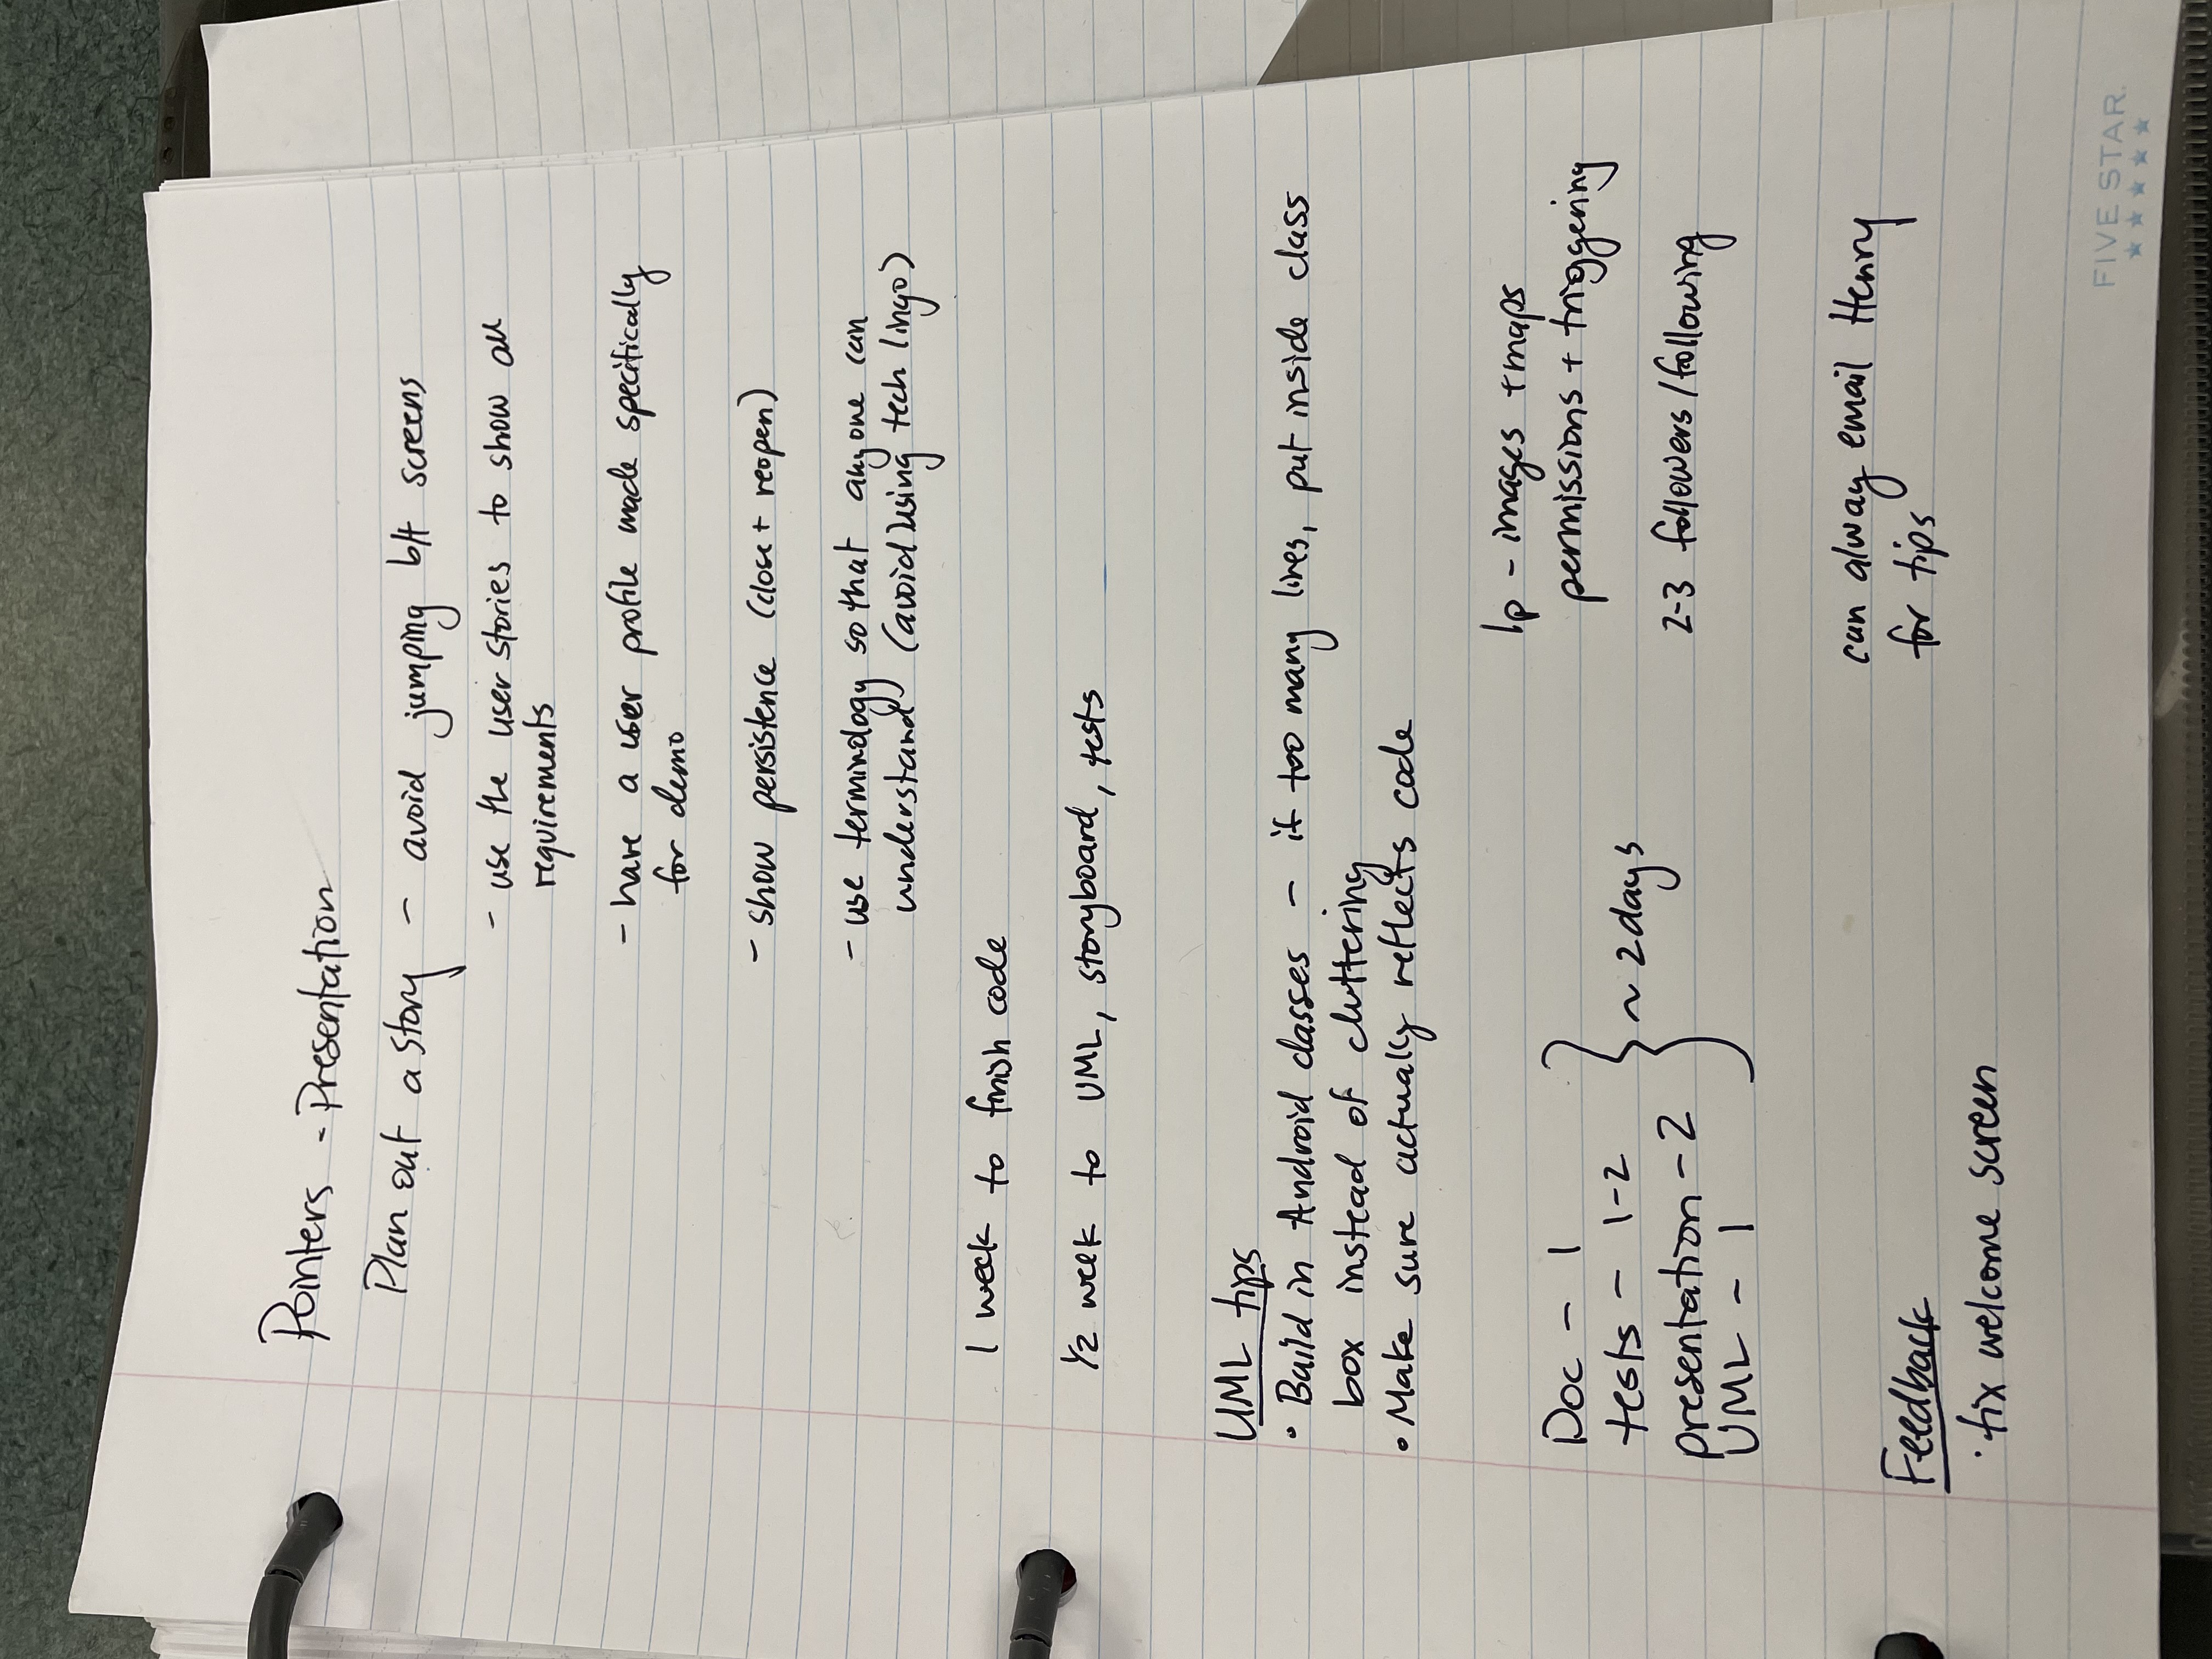 Pointers - Presentation
Plan out a story - avoid jumping b/t screens
- use the user stories to show all
requirements
- have a user profile made specifically
for demo
- show persistence (close + reopen)
- use terminology so that anyone can
understand (avoid using tech lingo)
1 week to finish code
1/2 week to UML, storyboard, tests
UML tips
• Build in Android classes - if too many lines, put inside class
box instead of cluttering
• Make sure actually reflects code
Doc - 1
tests - 1-2
presentation - 2
UML - 1
~ 2 days
1p - images + maps
permissions + triggering
2-3 followers/following
can alway email Henry
for tips
Feedback
• fix welcome screen
FIVE STAR.
★★★★★